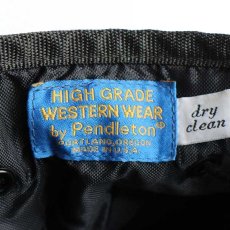 HIGH GRADE
WESTERN WEAR
by Pendleton®
PORTLAND, OREGON
MADE IN U.S.A.
dry
clean